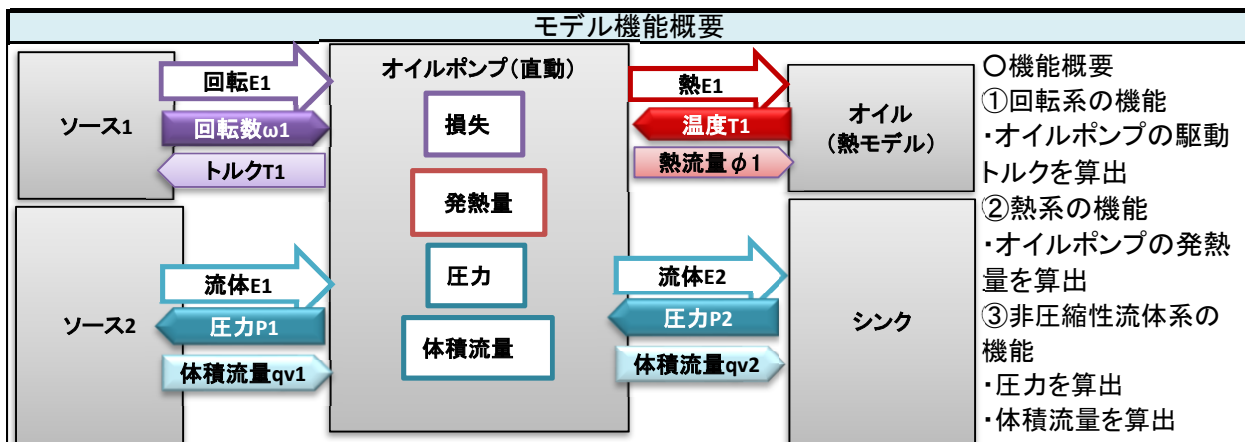 モデル機能概要
ソース1
回転E1
回転数ω1
トルクT1
オイルポンプ(直動)
損失
発熱量
圧力
体積流量
熱E1
温度T1
熱流量φ1
オイル
(熱モデル)
ソース2
流体E1
圧力P1
体積流量qv1
流体E2
圧力P2
体積流量qv2
シンク
〇機能概要
①回転系の機能
・オイルポンプの駆動
トルクを算出
②熱系の機能
・オイルポンプの発熱
量を算出
③非圧縮性流体系の
機能
・圧力を算出
・体積流量を算出